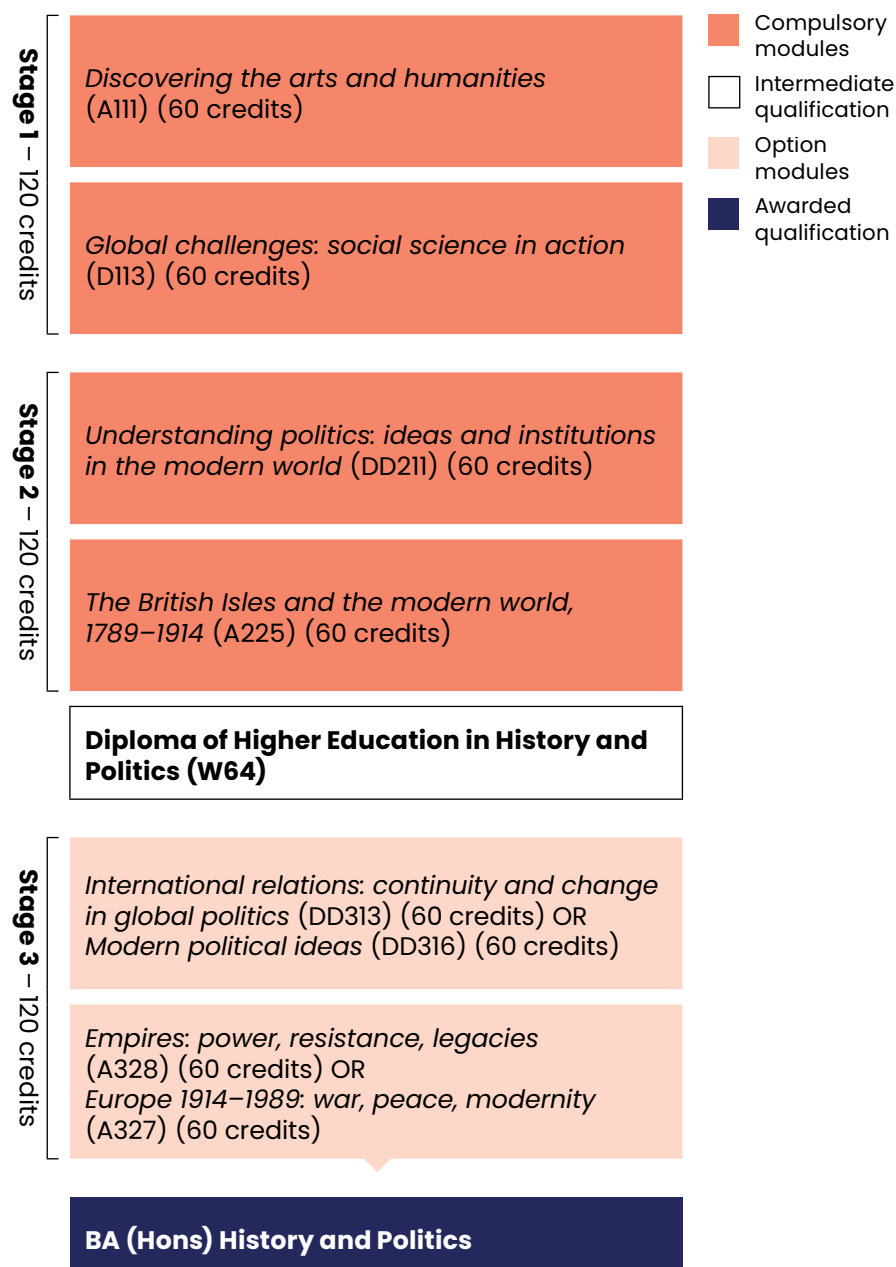 Stage 1 – 120 credits
Discovering the arts and humanities
(A111) (60 credits)
Global challenges: social science in action
(D113) (60 credits)
Compulsory
modules
Intermediate
qualification
Option
modules
Awarded
qualification
Stage 2 – 120 credits
Understanding politics: ideas and institutions
in the modern world (DD211) (60 credits)
The British Isles and the modern world,
1789–1914 (A225) (60 credits)
Diploma of Higher Education in History and
Politics (W64)
Stage 3 – 120 credits
International relations: continuity and change
in global politics (DD313) (60 credits) OR
Modern political ideas (DD316) (60 credits)
Empires: power, resistance, legacies
(A328) (60 credits) OR
Europe 1914–1989: war, peace, modernity
(A327) (60 credits)
BA (Hons) History and Politics